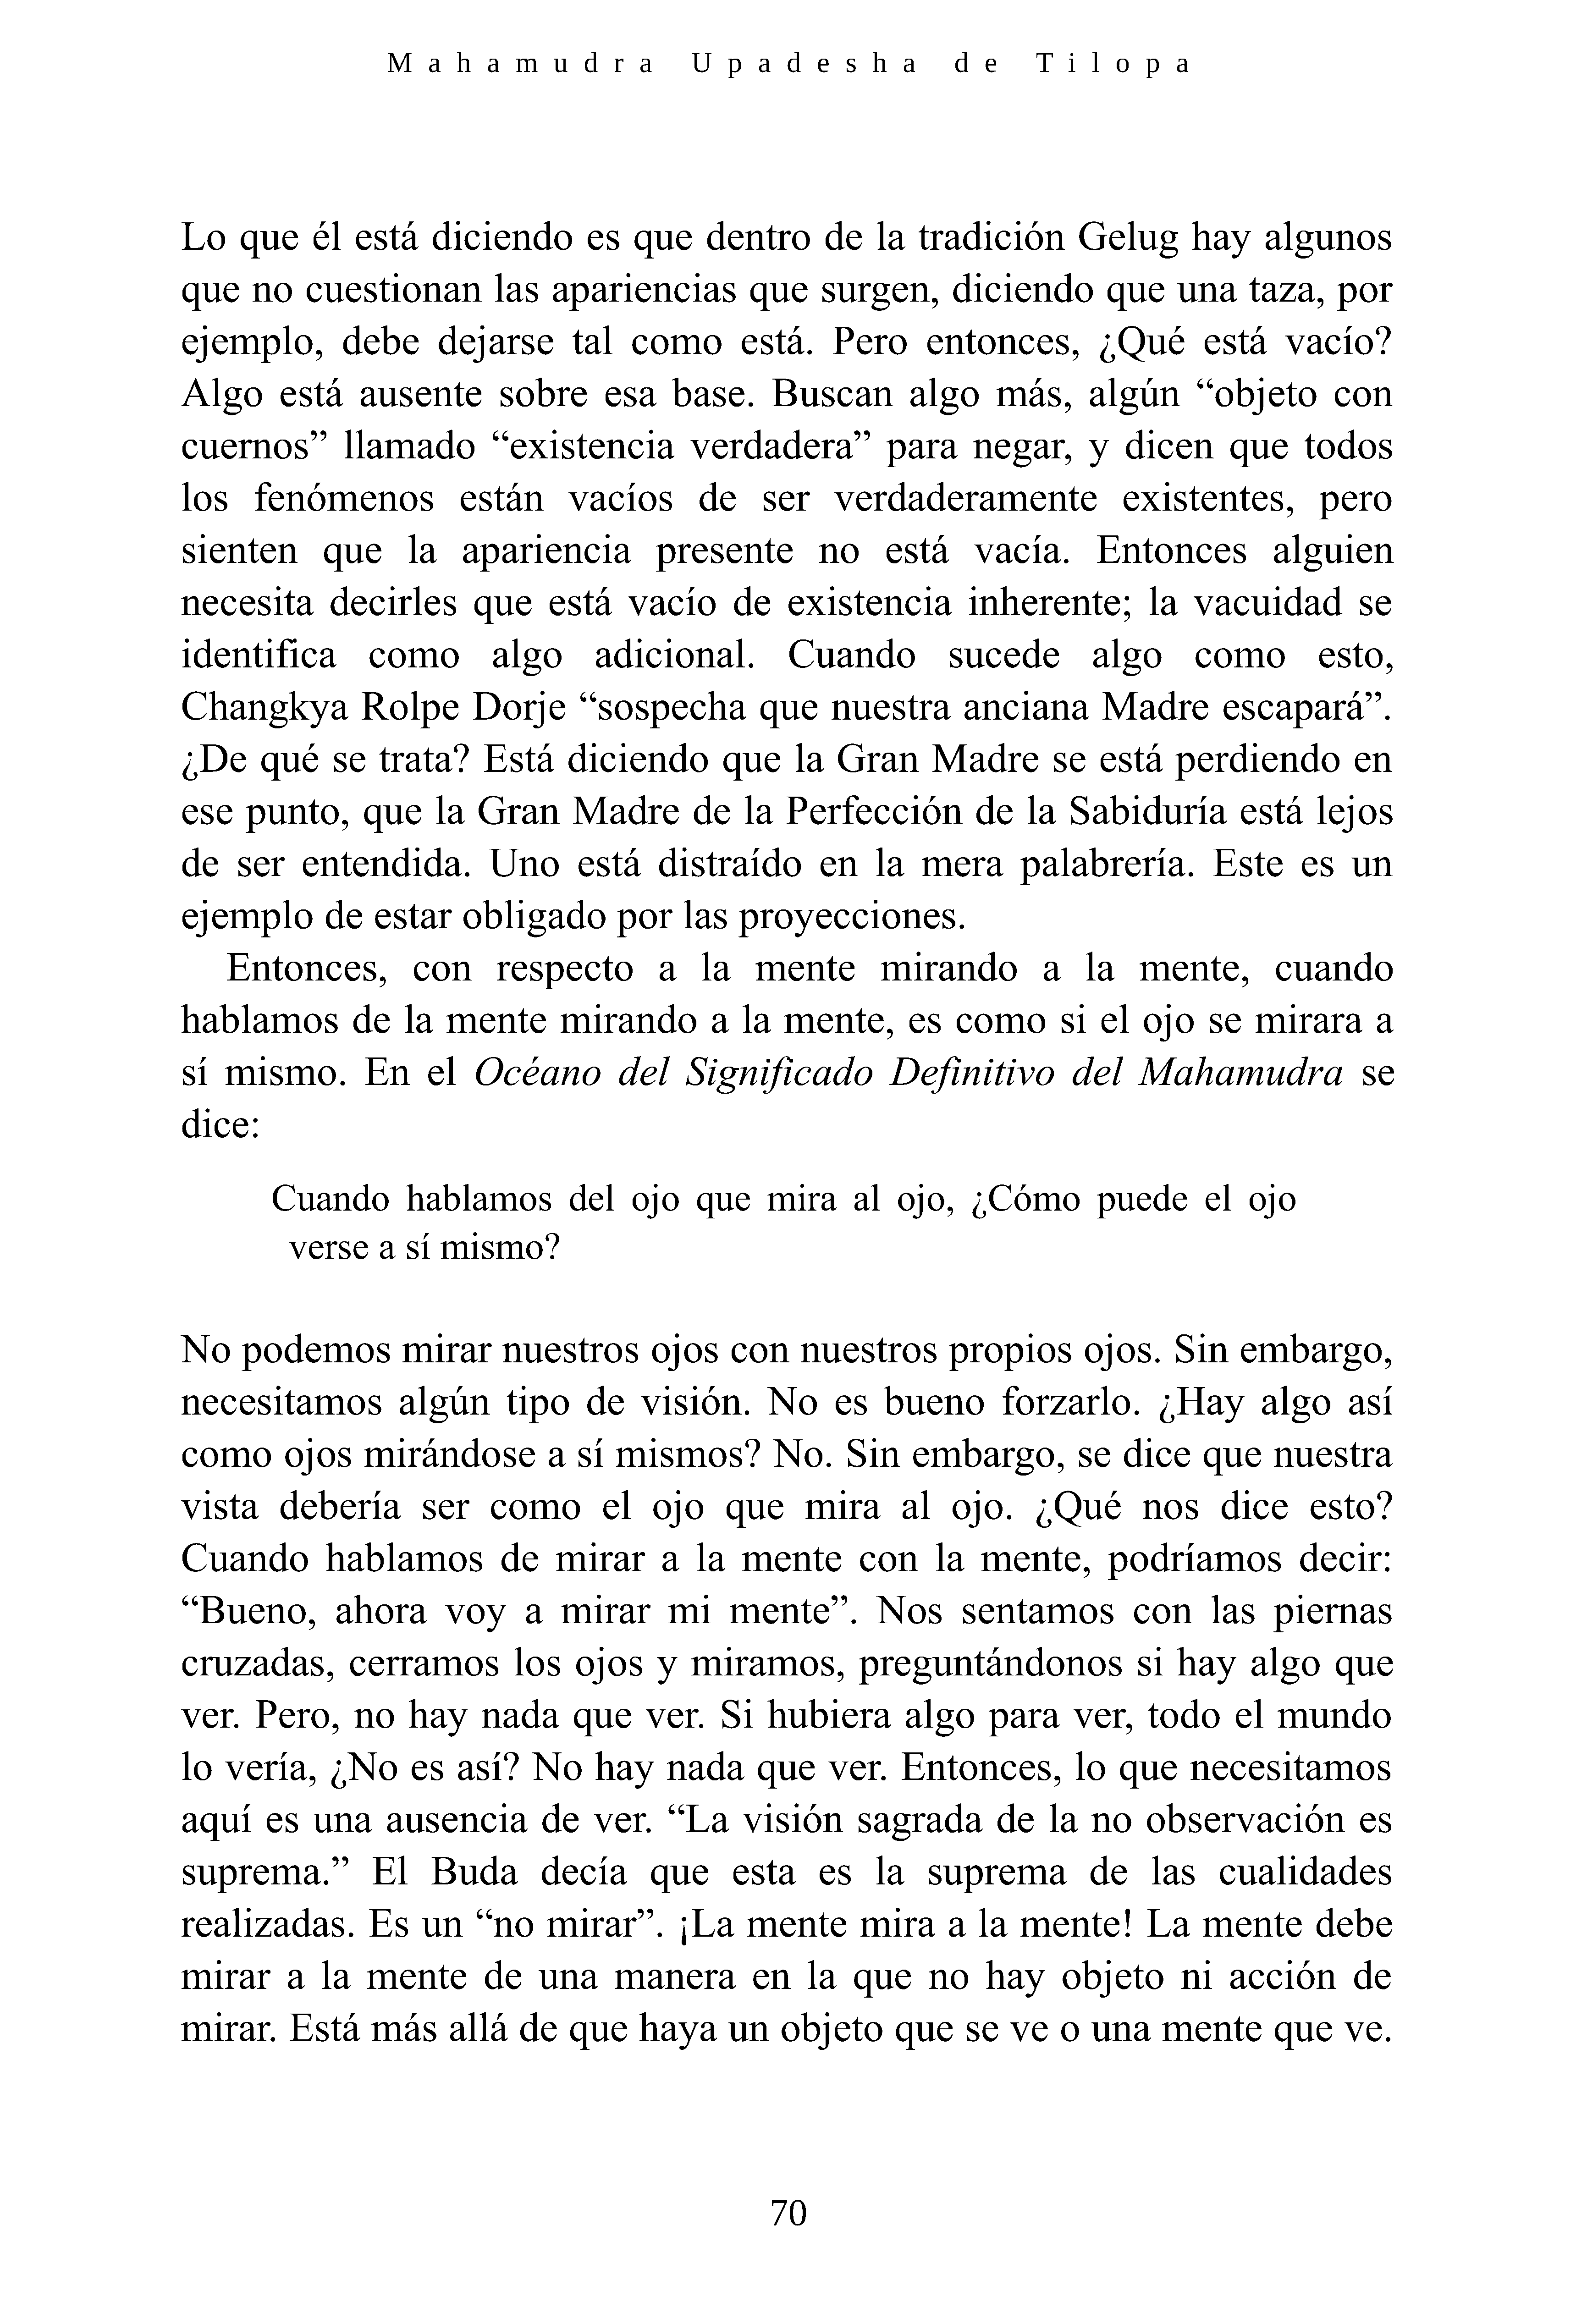 Mahamudra Upadesha de Tilopa
Lo que él está diciendo es que dentro de la tradición Gelug hay algunos
que no cuestionan las apariencias que surgen, diciendo que una taza, por
ejemplo, debe dejarse tal como está. Pero entonces, ¿Qué está vacío?
Algo está ausente sobre esa base. Buscan algo más, algún “objeto con
cuernos” llamado “existencia verdadera” para negar, y dicen que todos
los fenómenos están vacíos de ser verdaderamente existentes, pero
sienten que la apariencia presente no está vacía. Entonces alguien
necesita decirles que está vacío de existencia inherente; la vacuidad se
identifica como algo adicional. Cuando sucede algo como esto,
Changkya Rolpe Dorje “sospecha que nuestra anciana Madre escapará”.
¿De qué se trata? Está diciendo que la Gran Madre se está perdiendo en
ese punto, que la Gran Madre de la Perfección de la Sabiduría está lejos
de ser entendida. Uno está distraído en la mera palabrería. Este es un
ejemplo de estar obligado por las proyecciones.
Entonces, con respecto a la mente mirando a la mente, cuando
hablamos de la mente mirando a la mente, es como si el ojo se mirara a
sí mismo. En el Océano del Significado Definitivo del Mahamudra se
dice:
Cuando hablamos del ojo que mira al ojo, ¿Cómo puede el ojo
verse a sí mismo?
No podemos mirar nuestros ojos con nuestros propios ojos. Sin embargo,
necesitamos algún tipo de visión. No es bueno forzarlo. ¿Hay algo así
como ojos mirándose a sí mismos? No. Sin embargo, se dice que nuestra
vista debería ser como el ojo que mira al ojo. ¿Qué nos dice esto?
Cuando hablamos de mirar a la mente con la mente, podríamos decir:
“Bueno, ahora voy a mirar mi mente”. Nos sentamos con las piernas
cruzadas, cerramos los ojos y miramos, preguntándonos si hay algo que
ver. Pero, no hay nada que ver. Si hubiera algo para ver, todo el mundo
lo vería, ¿No es así? No hay nada que ver. Entonces, lo que necesitamos
aquí es una ausencia de ver. “La visión sagrada de la no observación es
suprema.” El Buda decía que esta es la suprema de las cualidades
realizadas. Es un “no mirar”. ¡La mente mira a la mente! La mente debe
mirar a la mente de una manera en la que no hay objeto ni acción de
mirar. Está más allá de que haya un objeto que se ve o una mente que ve.
70